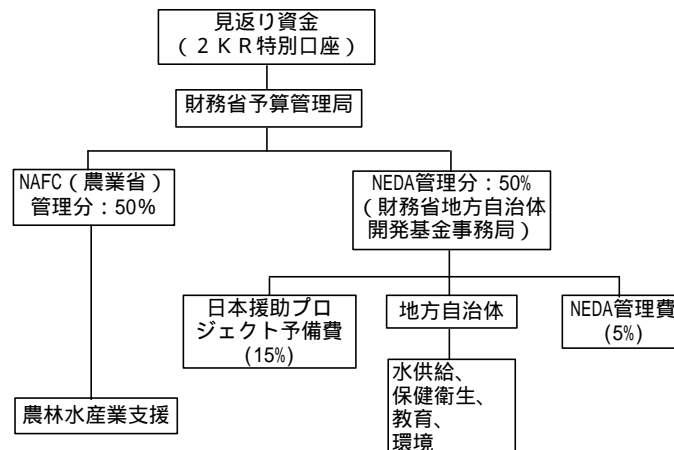 見返り資金
（２ＫＲ特別口座）
財務省予算管理局
NAFC（農業省）
管理分：50%
NEDA管理分：50%
（財務省地方自治体
開発基金事務局）
日本援助プロ
ジェクト予備費
(15%)
地方自治体
NEDA管理費
(5%)
水供給、
保健衛生、
教育、
環境
農林水産業支援